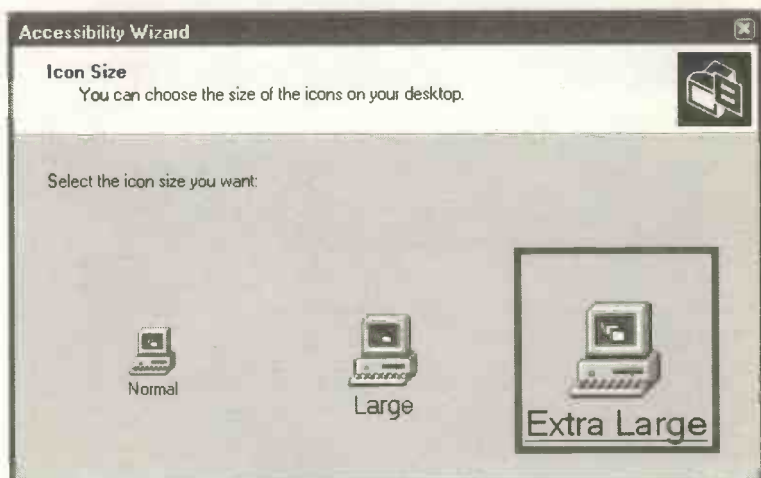 Accessibility Wizard
Icon Size
You can choose the size of the icons on your desktop.
Select the icon size you want:
Normal
Large
Extra Large